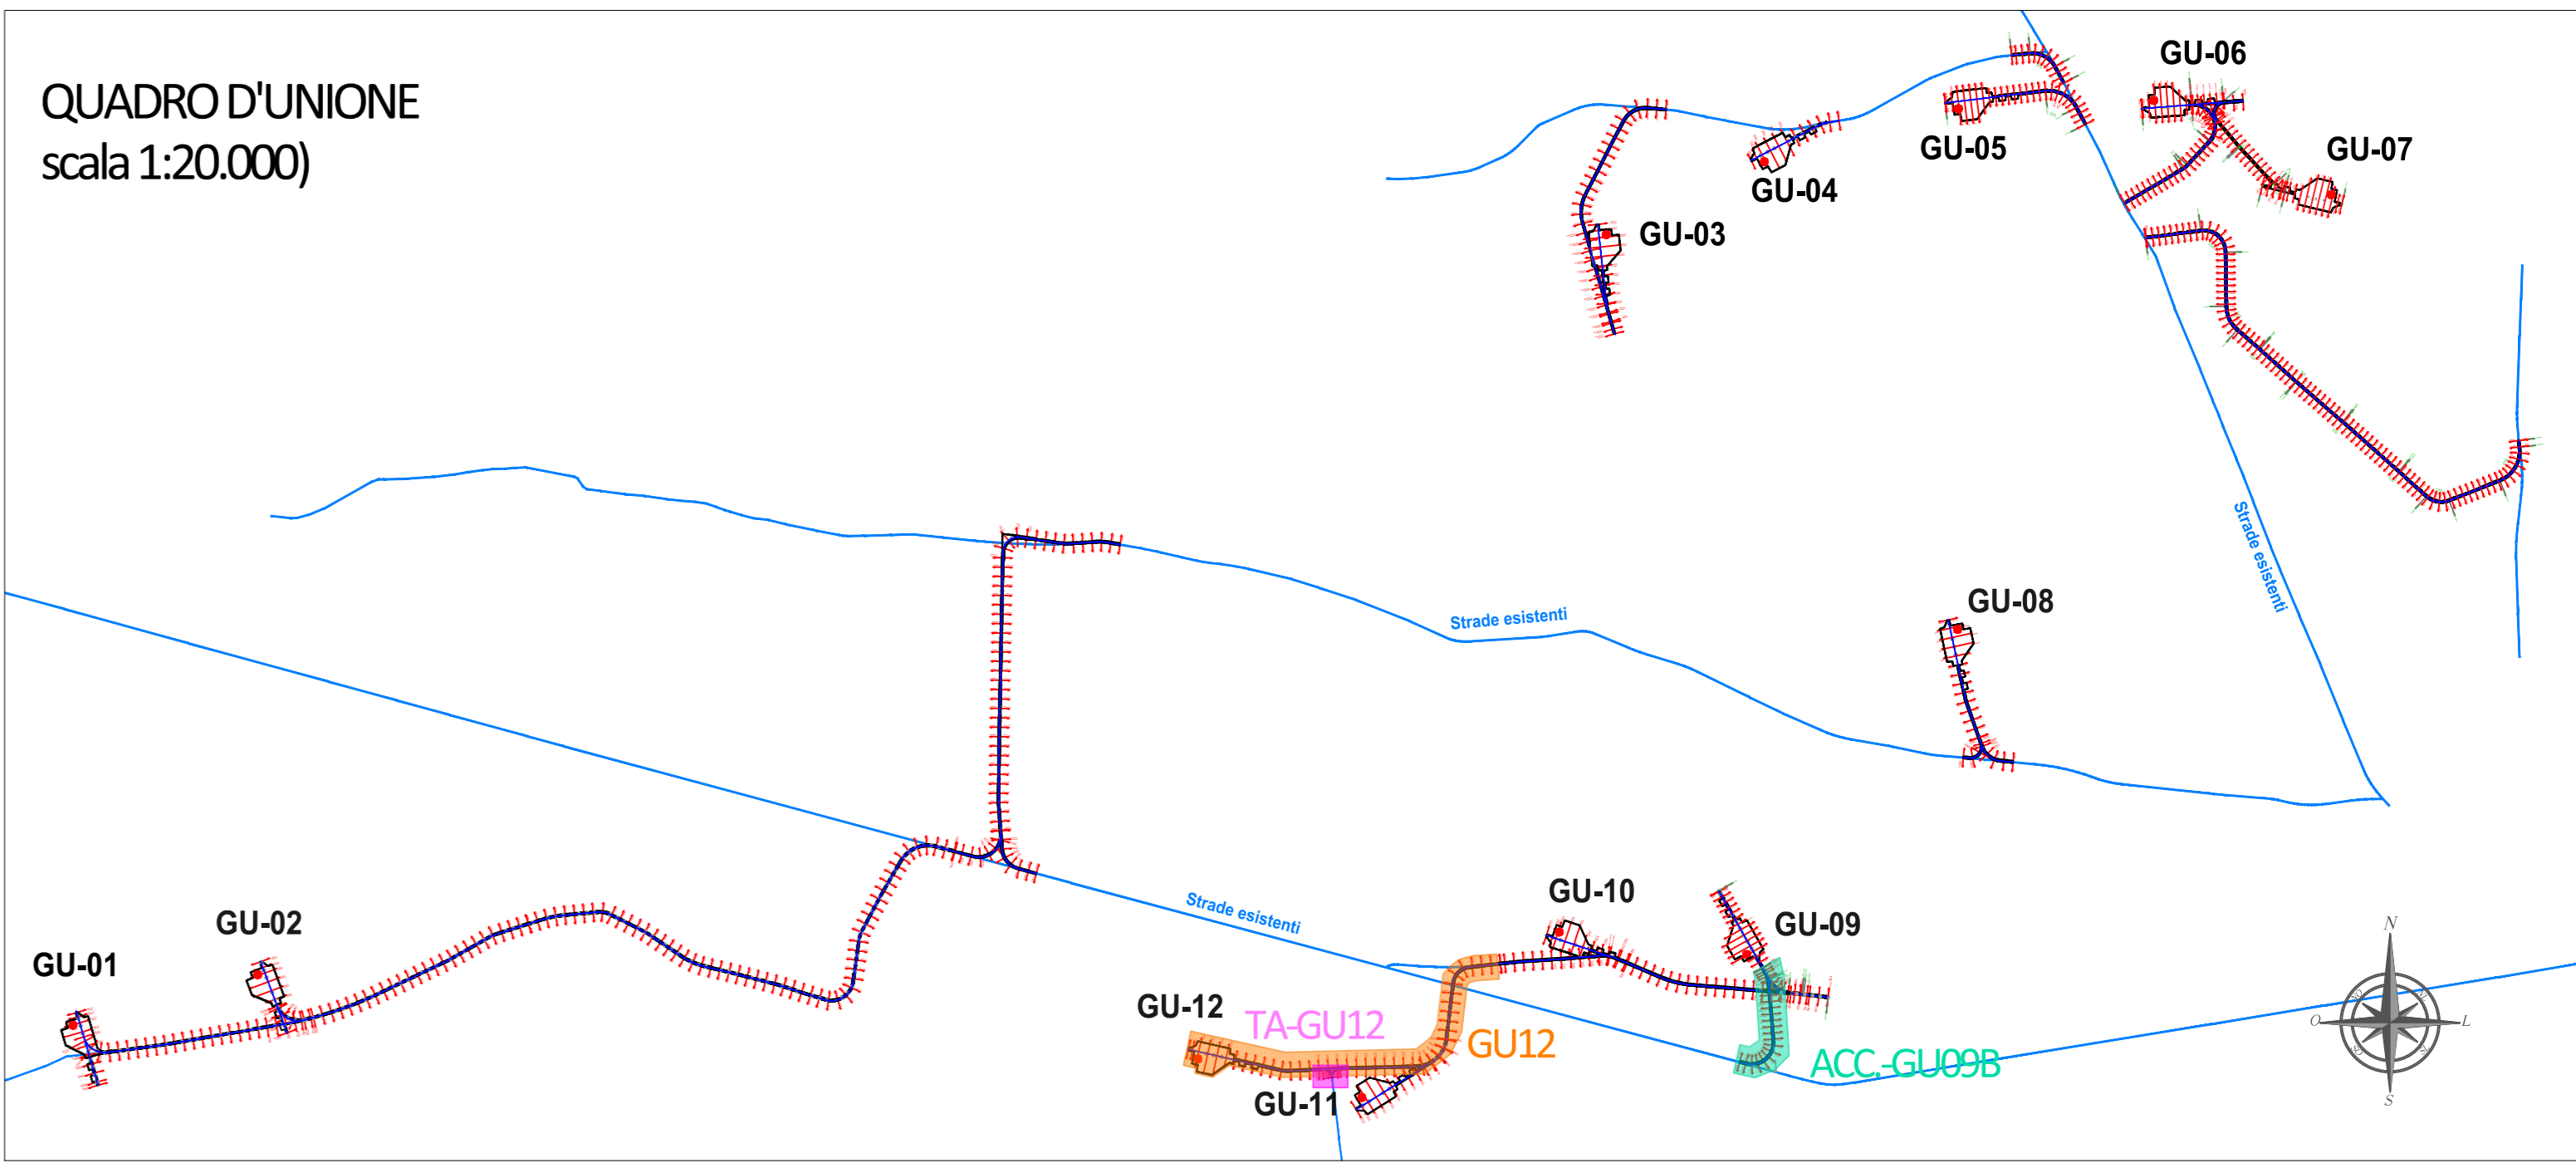 QUADRO D'UNIONE
scala 1:20.000)
GU-06
GU-05
GU-07
GU-04
GU-03
Strade esistenti
Strade esistenti
GU-08
GU-10
Strade esistenti
GU-09
GU-02
GU-01
GU-12
TA-GU12
GU12
ACC.-GU09B
GU-11
N
O
L
S